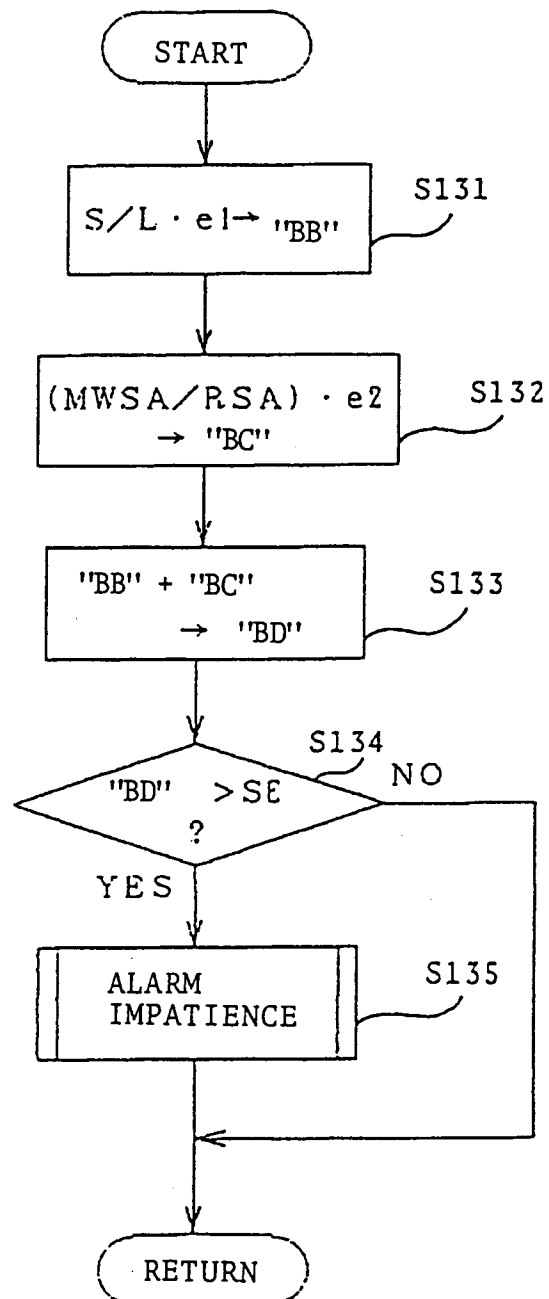 START
S131
S/L · e1→ "BB"
S132
(MWSA/RSA) · e2
→ "BC"
S133
"BB" + "BC"
→ "BD"
S134
"BD" >SE
?
NO
YES
S135
ALARM
IMPATIENCE
RETURN